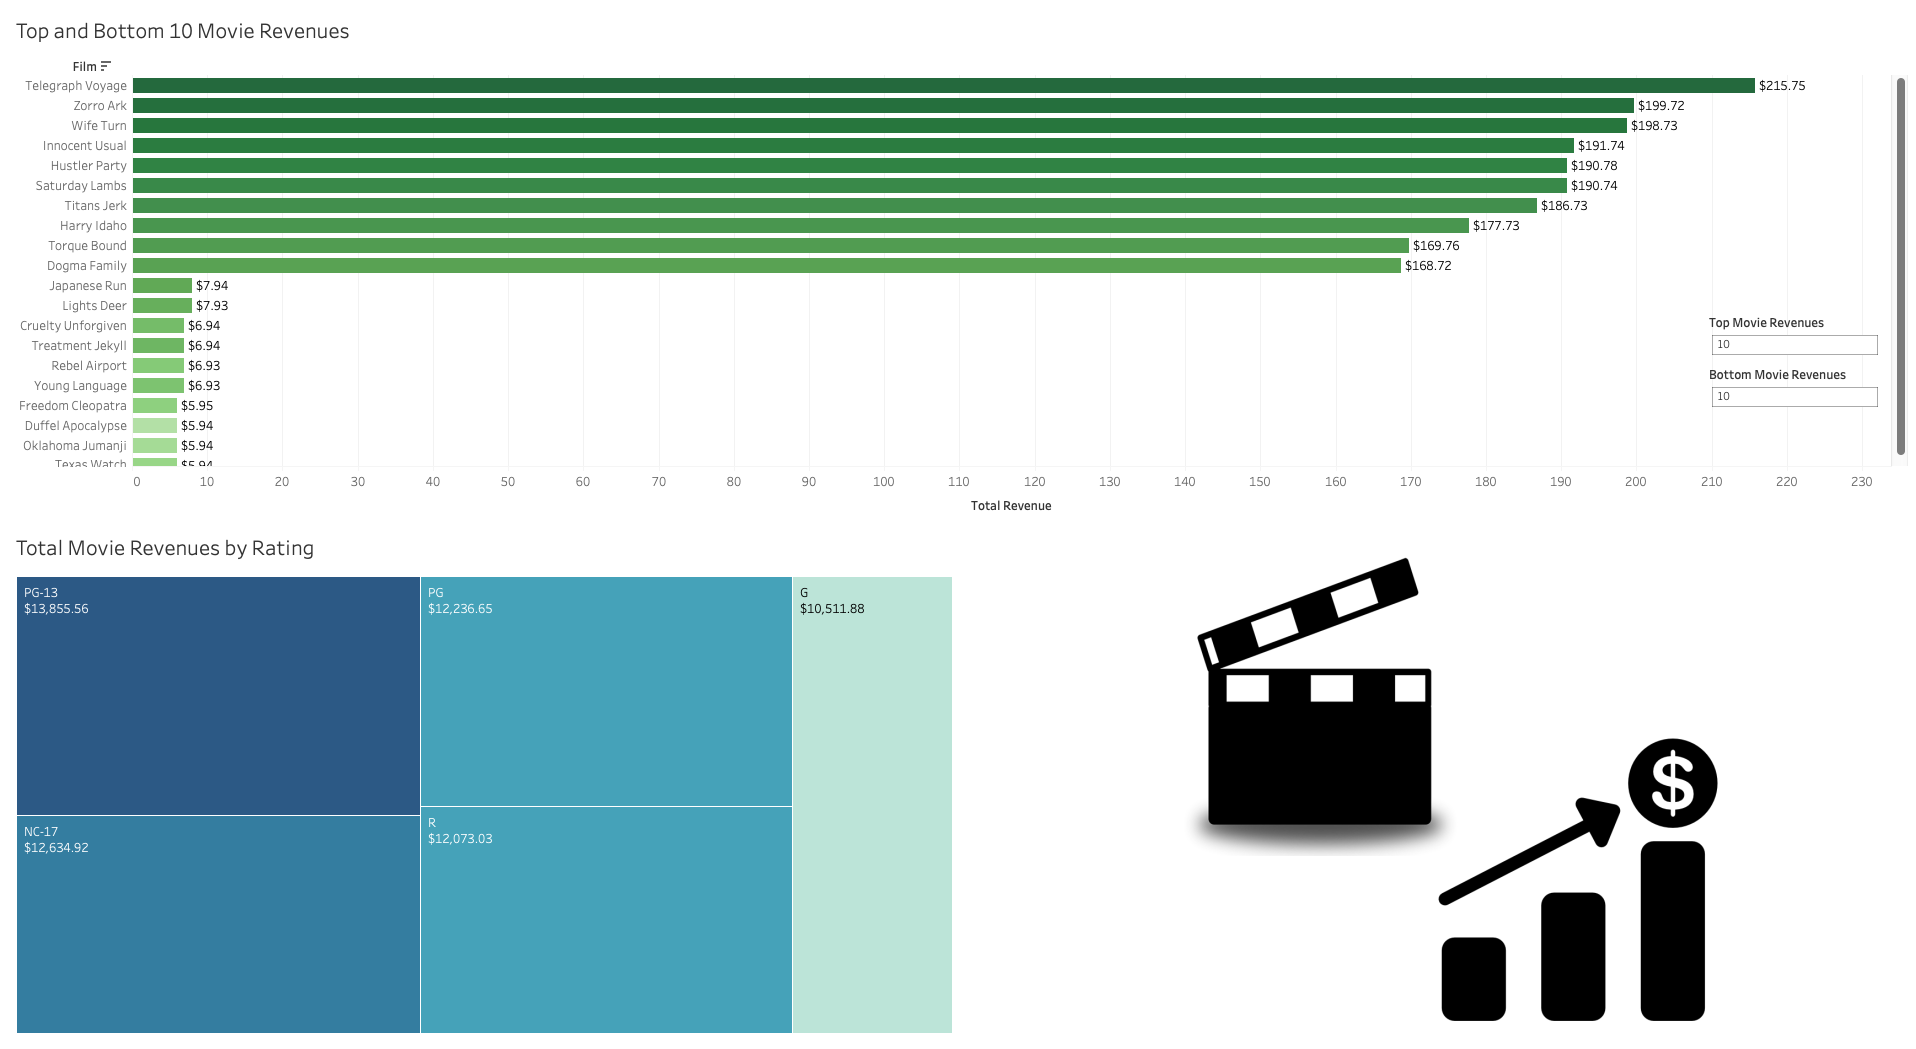 Top and Bottom 10 Movie Revenues
Film
Telegraph Voyage $215.75
Zorro Ark $199.72
Wife Turn $198.73
Innocent Usual $191.74
Hustler Party $190.78
Saturday Lambs $190.74
Titans Jerk $186.73
Harry Idaho $177.73
Torque Bound $169.76
Dogma Family $168.72
Japanese Run $7.94
Lights Deer $7.93
Cruelty Unforgiven $6.94
Treatment Jekyll $6.94
Rebel Airport $6.93
Young Language $6.93
Freedom Cleopatra $5.95
Duffel Apocalypse $5.94
Oklahoma Jumanji $5.94
Texas Watch $5.94
0 10 20 30 40 50 60 70 80 90 100 110 120 130 140 150 160 170 180 190 200 210 220 230
Total Revenue
Top Movie Revenues
10
Bottom Movie Revenues
10
Total Movie Revenues by Rating
PG-13
$13,855.56
NC-17
$12,634.92
PG
$12,236.65
R
$12,073.03
G
$10,511.88
$